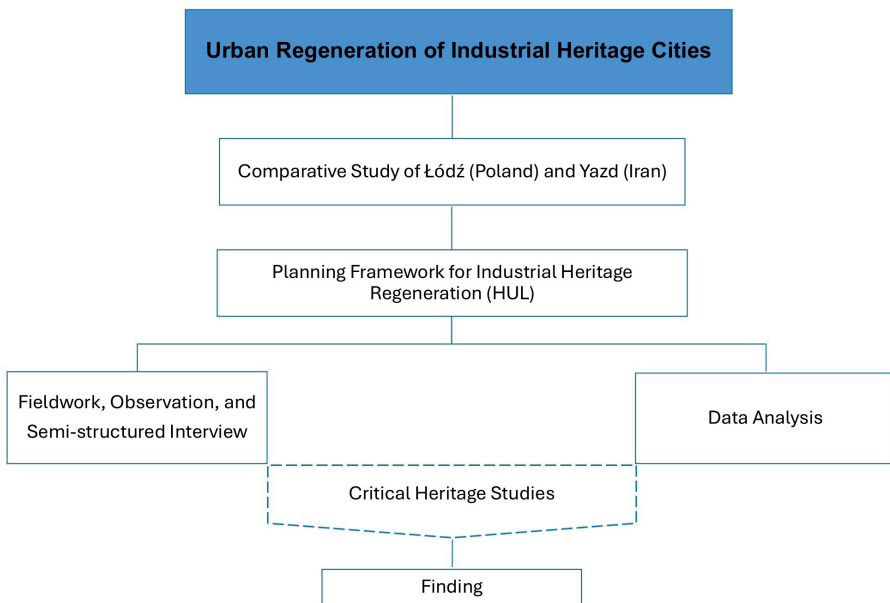 Urban Regeneration of Industrial Heritage Cities
Comparative Study of Łódź (Poland) and Yazd (Iran)
Planning Framework for Industrial Heritage
Regeneration (HUL)
Fieldwork, Observation, and
Semi-structured Interview
Data Analysis
Critical Heritage Studies
Finding